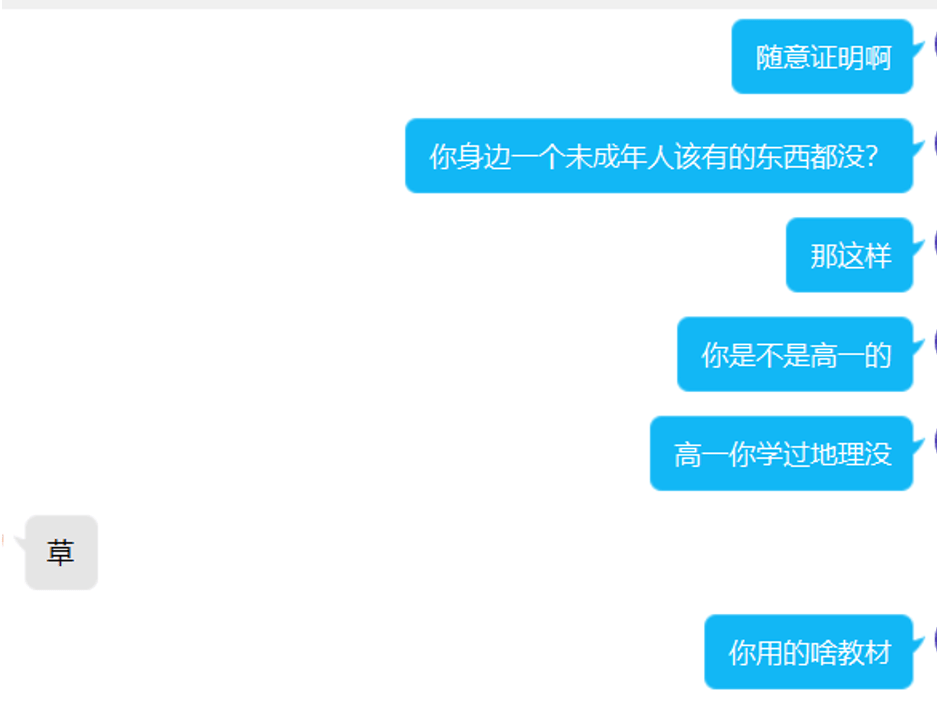 随意证明啊
你身边一个未成年人该有的东西都没？
那这样
你是不是高一的
高一你学过地理没
草
你用的啥教材